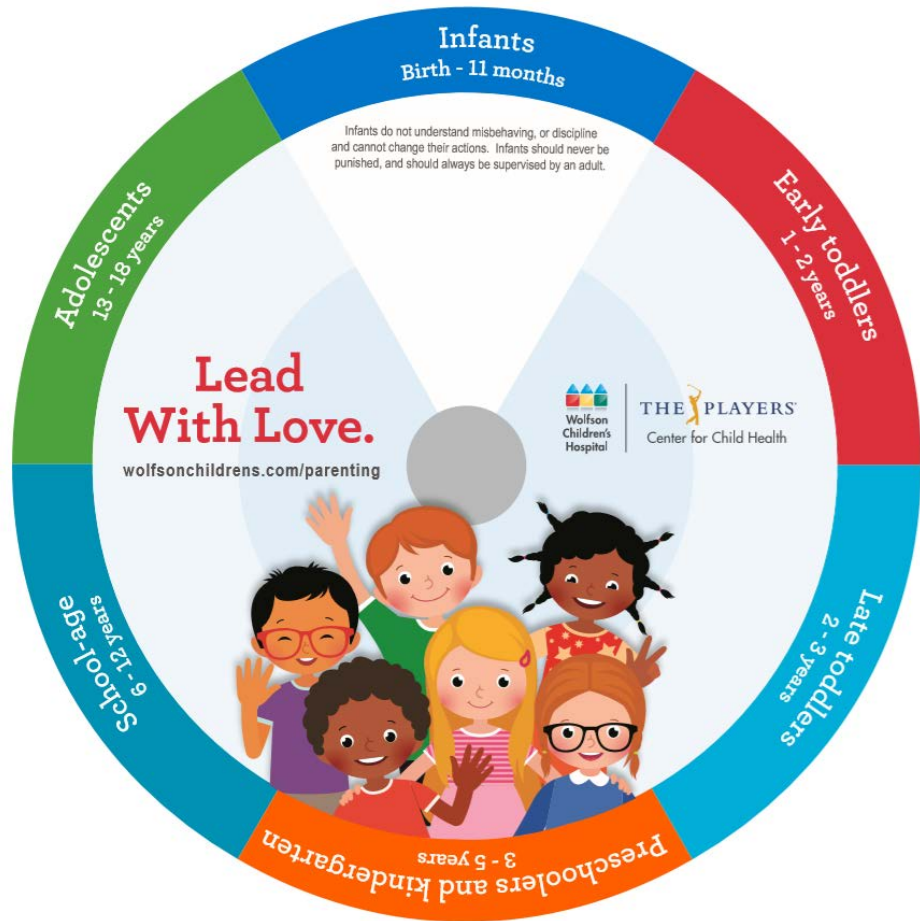 Infants
Birth - 11 months
Infants do not understand misbehaving, or discipline
and cannot change their actions. Infants should never be
punished, and should always be supervised by an adult.
Early toddlers
1 - 2 years
Late toddlers
2 - 3 years
Preschoolers and kindergarten
3 - 5 years
School-age
6 - 12 years
Adolescents
13 - 18 years
Lead
With Love.
wolfsonchildrens.com/parenting
Wolfson
Children's
Hospital
THE PLAYERS
Center for Child Health